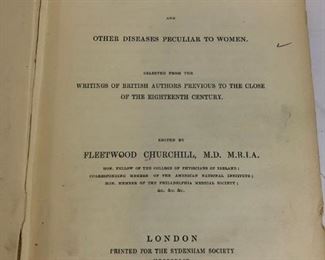 AND
OTHER DISEASES PECULIAR TO WOMEN.
SELECTED FROM THE
WRITINGS OF BRITISH AUTHORS PREVIOUS TO THE CLOSE
OF THE EIGHTEENTH CENTURY.
EDITED BY
FLEETWOOD CHURCHILL, M.D. M.R.I.A.
HON. FELLOW OF THE COLLEGE OF PHYSICIANS OF IRELAND;
CORRESPONDING MEMBER OF THE AMERICAN NATIONAL INSTITUTE;
HON. MEMBER OF THE PHILADELPHIA MEDICAL SOCIETY;
&c. &c. &c.
LONDON
PRINTED FOR THE SYDENHAM SOCIETY